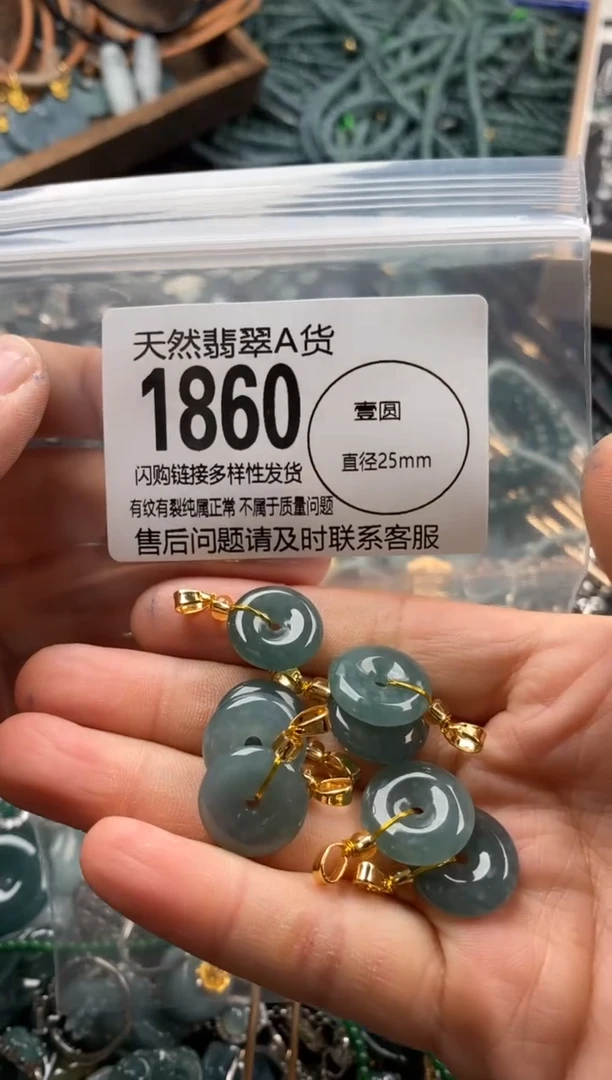 天然翡翠A货
1860
壹圆
直径25mm
闪购链接多样性发货
有纹有裂纯属正常 不属于质量问题
售后问题请及时联系客服